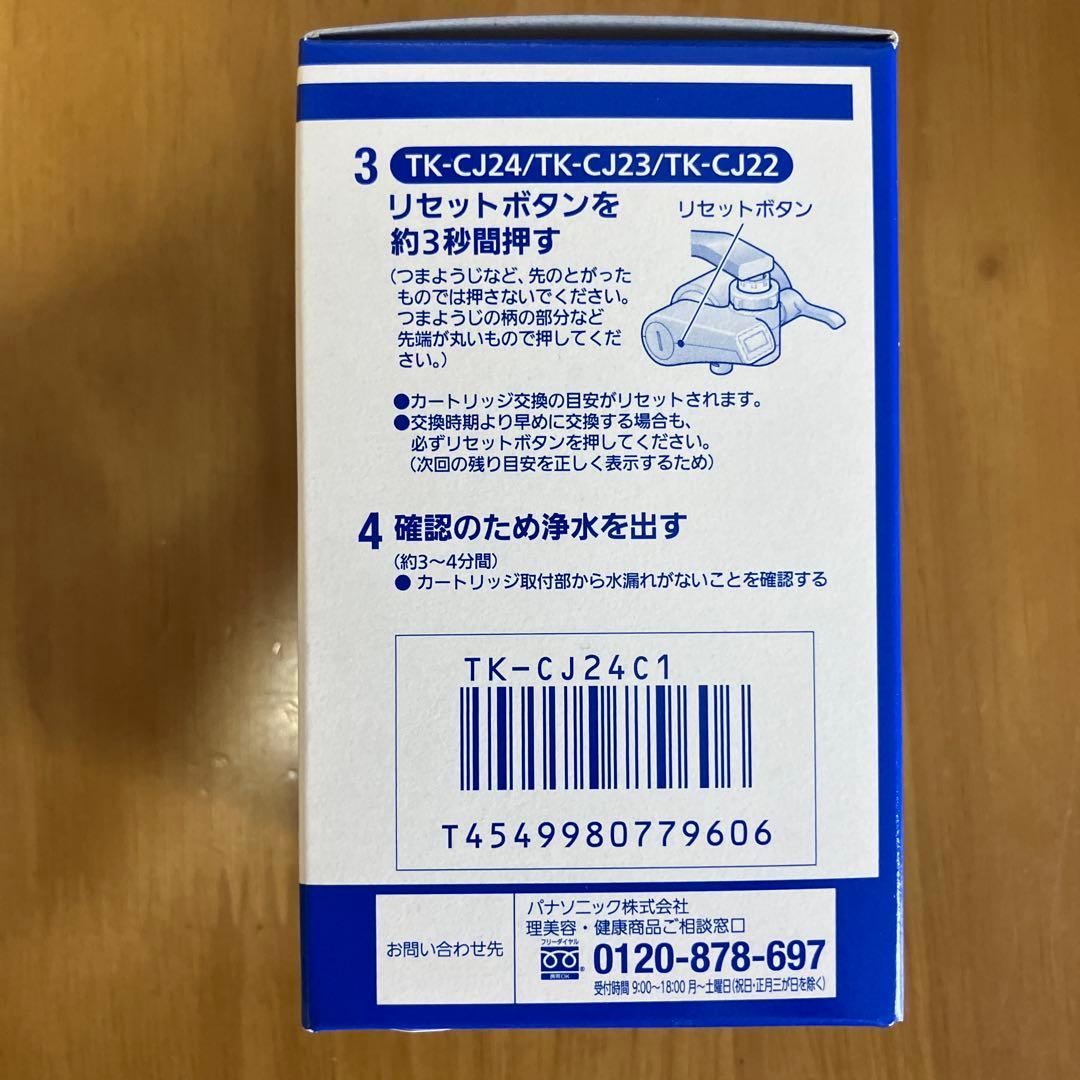 3 TK-CJ24/TK-CJ23/TK-CJ22
リセットボタンを
約3秒間押す
(つまようじなど、先のとがった
ものでは押さないでください。
つまようじの柄の部分など
先端が丸いもので押してくだ
さい。)
リセットボタン
●カートリッジ交換の目安がリセットされます。
●交換時期より早めに交換する場合も、
必ずリセットボタンを押してください。
(次回の残り目安を正しく表示するため)
4 確認のため浄水を出す
(約3〜4分間)
● カートリッジ取付部から水漏れがないことを確認する
TK-CJ24C1
T4549980779606
お問い合わせ先
パナソニック株式会社
理美容・健康商品ご相談窓口
フリーダイヤル
携帯OK
®
0120-878-697
受付時間 9:00〜18:00 月〜土曜日(祝日・正月三が日を除く)